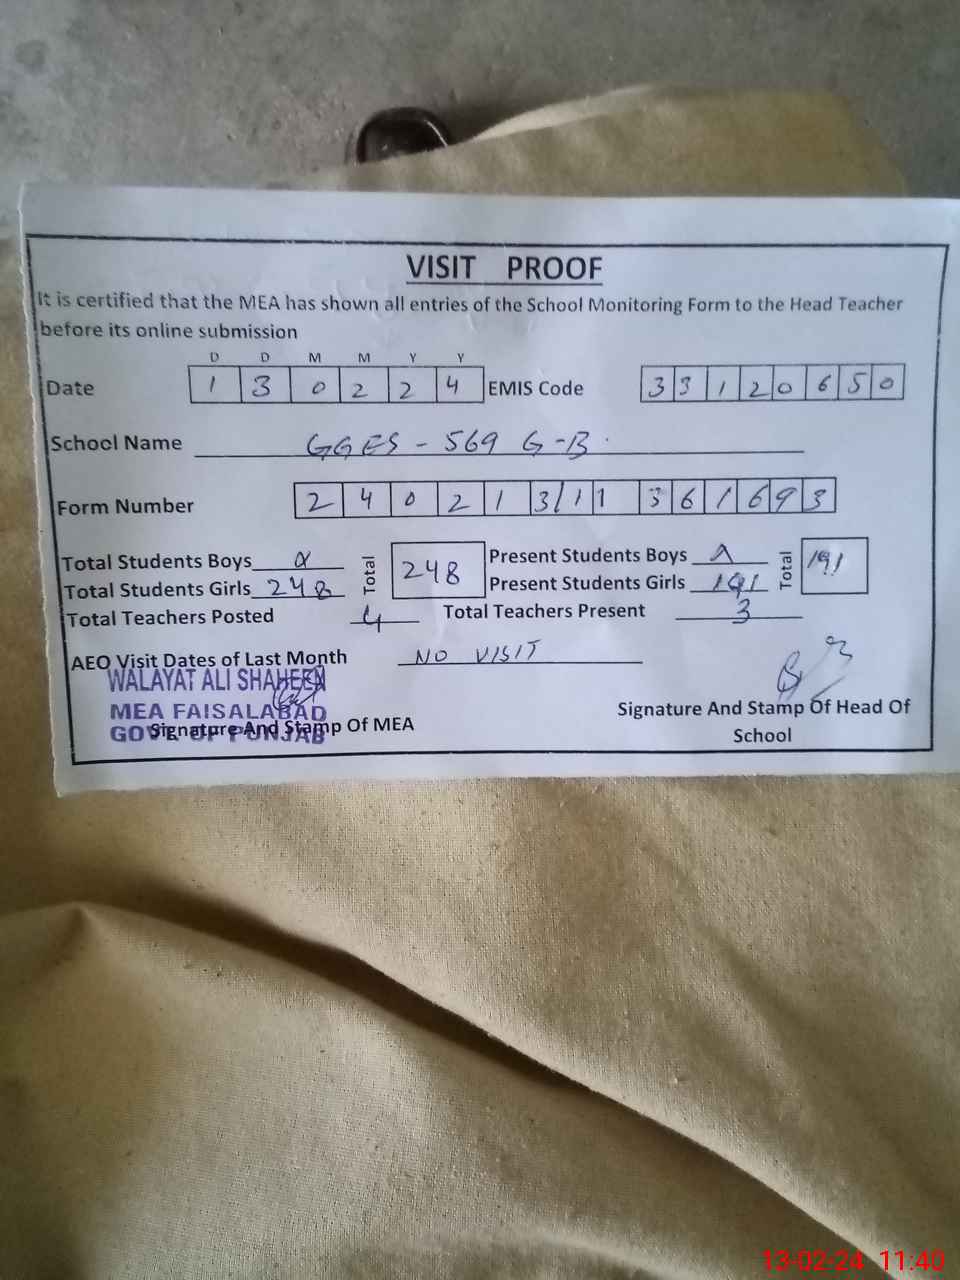 VISIT PROOF
It is certified that the MEA has shown all entries of the School Monitoring Form to the Head Teacher
before its online submission
D D M M Y Y
Date 1 3 0 2 2 4 EMIS Code 3 3 1 2 0 6 5 0
School Name GGES - 569 G-B
Form Number 2 4 0 2 1 3 1 1 3 6 1 6 9 3
Total Students Boys Total 248 Present Students Boys Total 191
Total Students Girls 248 Present Students Girls 191
Total Teachers Posted 4 Total Teachers Present 3
AEO Visit Dates of Last Month NO VISIT
WALAYAT ALI SHAHEEN
MEA FAISALABAD
GOVT. OF PUNJAB
Signature And Stamp Of MEA
Signature And Stamp Of Head Of
School
13-02-24 11:40